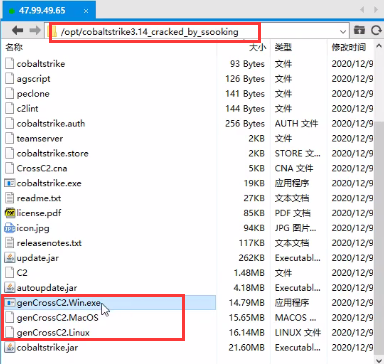 47.99.49.65 ×
/opt/cobaltstrike3.14_cracked_by_ssooking
名称 大小 类型 修改时间
cobaltstrike 93 Bytes 文件 2020/12/9
agscript 126 Bytes 文件 2020/12/9
peclone 141 Bytes 文件 2020/12/9
c2lint 144 Bytes 文件 2020/12/9
cobaltstrike.auth 256 Bytes AUTH 文件 2020/12/9
teamserver 2KB 文件 2020/12/9
cobaltstrike.store 2KB STORE 文... 2020/12/9
CrossC2.cna 5KB CNA 文件 2020/12/9
cobaltstrike.exe 19KB 应用程序 2020/12/9
readme.txt 27KB 文本文档 2020/12/9
license.pdf 85KB PDF 文档 2020/12/9
icon.jpg 94KB JPG 图片... 2020/12/9
releasenotes.txt 117KB 文本文档 2020/12/9
update.jar 262KB Executabl... 2020/12/9
C2 1.48MB 文件 2020/12/9
autoupdate.jar 4.18MB Executabl... 2020/12/9
genCrossC2.Win.exe 14.79MB 应用程序 2020/12/9
genCrossC2.MacOS 15.65MB MACOS 文... 2020/12/9
genCrossC2.Linux 16.14MB LINUX 文件 2020/12/9
cobaltstrike.jar 21.60MB Executabl... 2020/12/9